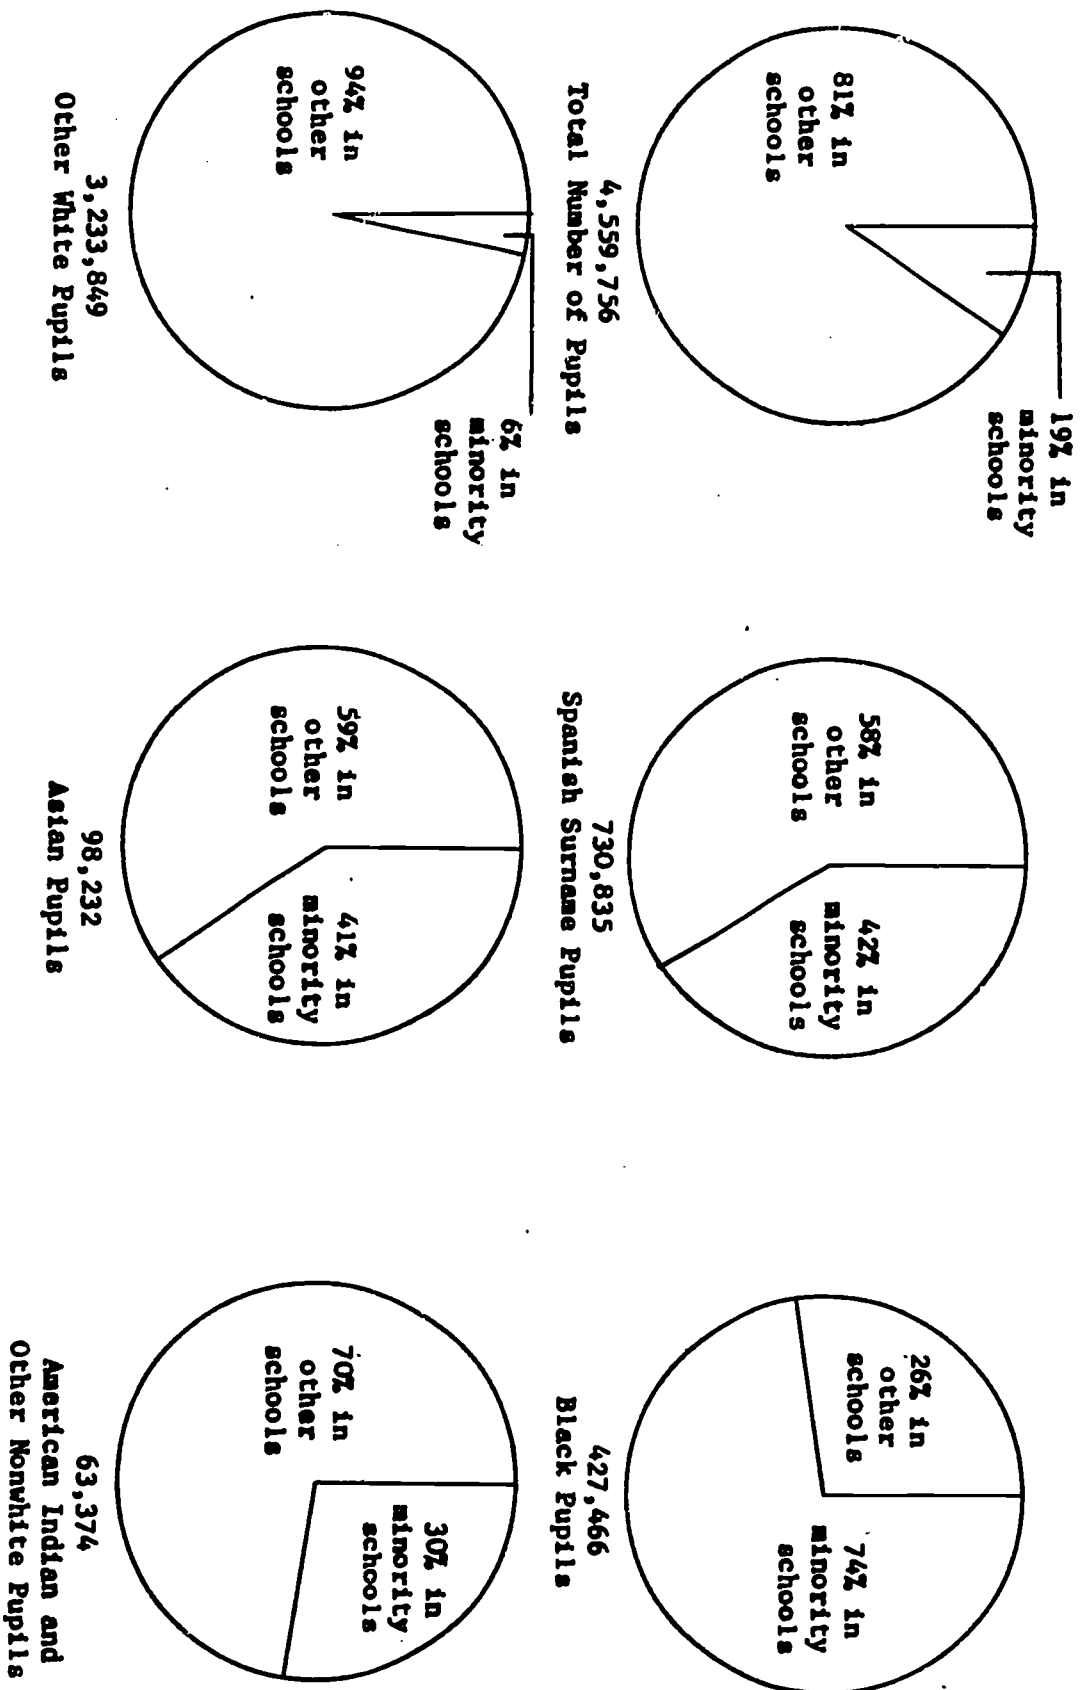 19% in
minority
schools
81% in
other
schools
4,559,756
Total Number of Pupils
58% in
other
schools
42% in
minority
schools
730,835
Spanish Surname Pupils
26% in
other
schools
74% in
minority
schools
427,466
Black Pupils
94% in
other
schools
6% in
minority
schools
3,233,849
Other White Pupils
59% in
other
schools
41% in
minority
schools
98,232
Asian Pupils
70% in
other
schools
30% in
minority
schools
63,374
American Indian and
Other Nonwhite Pupils